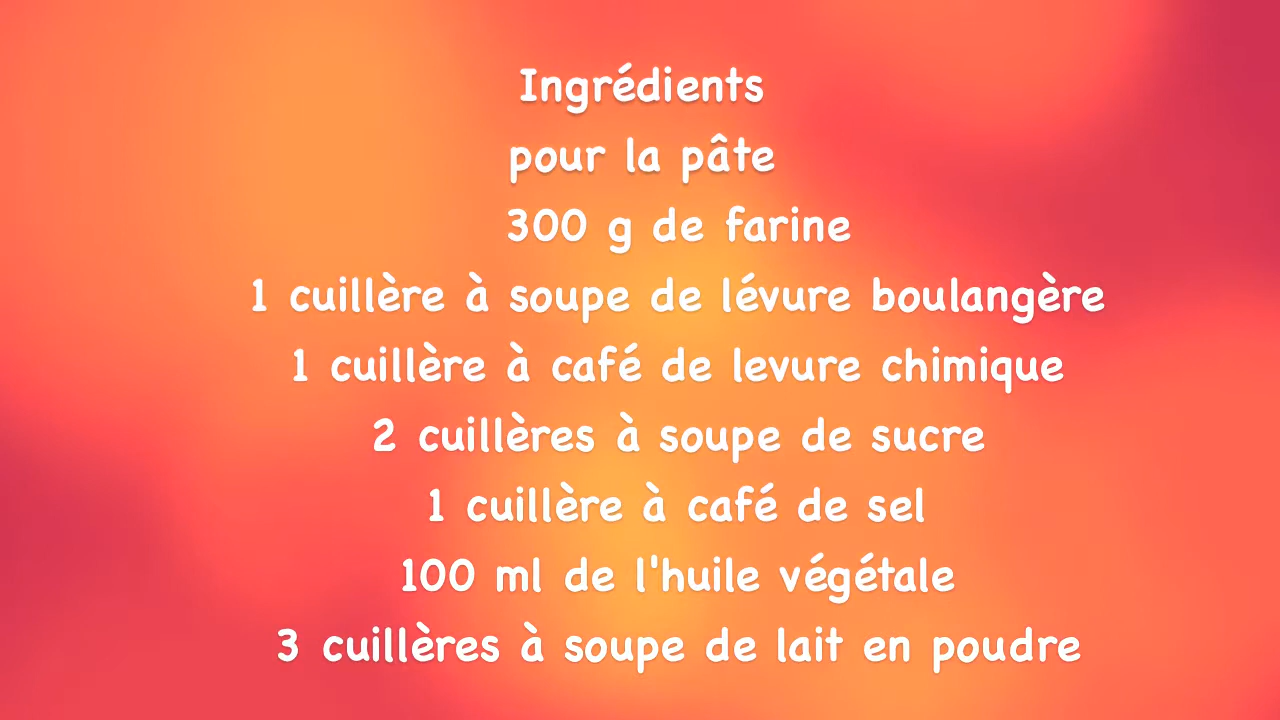 Ingrédients
pour la pâte
300 g de farine
1 cuillère à soupe de lévure boulangère
1 cuillère à café de levure chimique
2 cuillères à soupe de sucre
1 cuillère à café de sel
100 ml de l'huile végétale
3 cuillères à soupe de lait en poudre